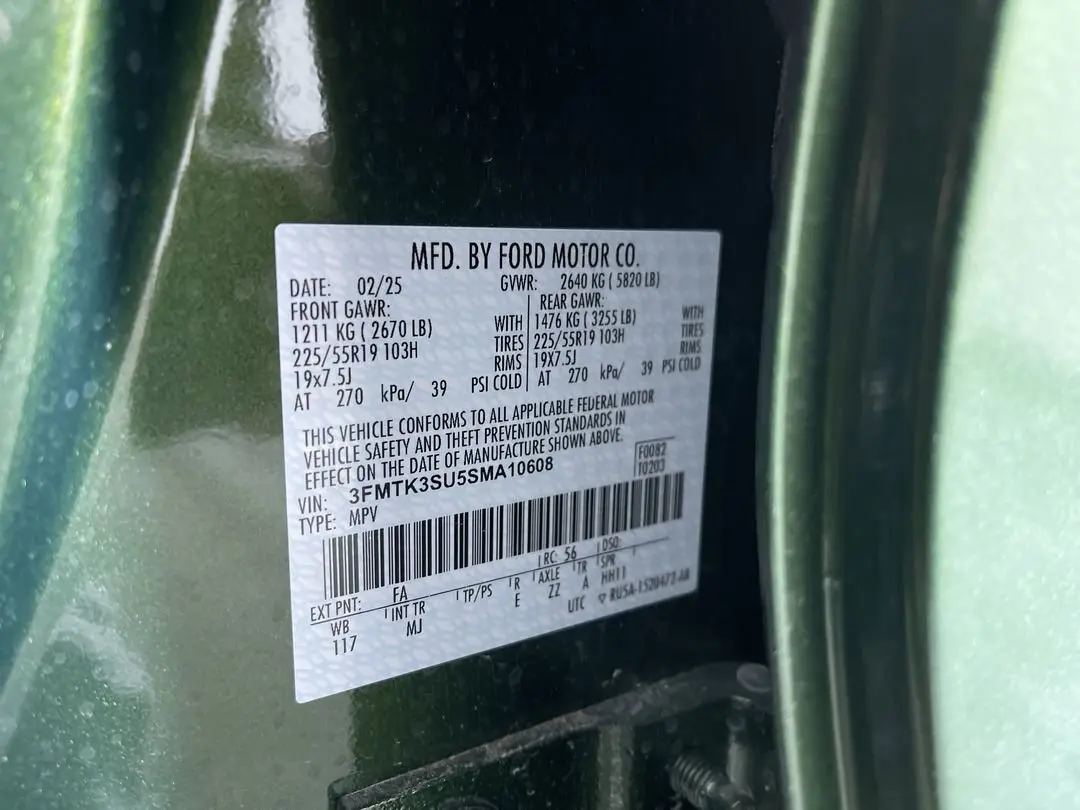 MFD. BY FORD MOTOR CO.
DATE: 02/25 GVWR: 2640 KG ( 5820 LB)
FRONT GAWR: REAR GAWR:
1211 KG ( 2670 LB) WITH 1476 KG ( 3255 LB) WITH
225/55R19 103H TIRES 225/55R19 103H TIRES
19x7.5J RIMS 19X7.5J RIMS
AT 270 kPa/ 39 PSI COLD AT 270 kPa/ 39 PSI COLD
THIS VEHICLE CONFORMS TO ALL APPLICABLE FEDERAL MOTOR
VEHICLE SAFETY AND THEFT PREVENTION STANDARDS IN
EFFECT ON THE DATE OF MANUFACTURE SHOWN ABOVE.
F0082
T0203
VIN: 3FMTK3SU5SMA10608
TYPE: MPV
RC: 56 DSO:
EXT PNT: FA
WB INT TR TP/PS R AXLE TR SPR
117 MJ E ZZ A HH11
UTC ▽ RU5A-1520472-AB